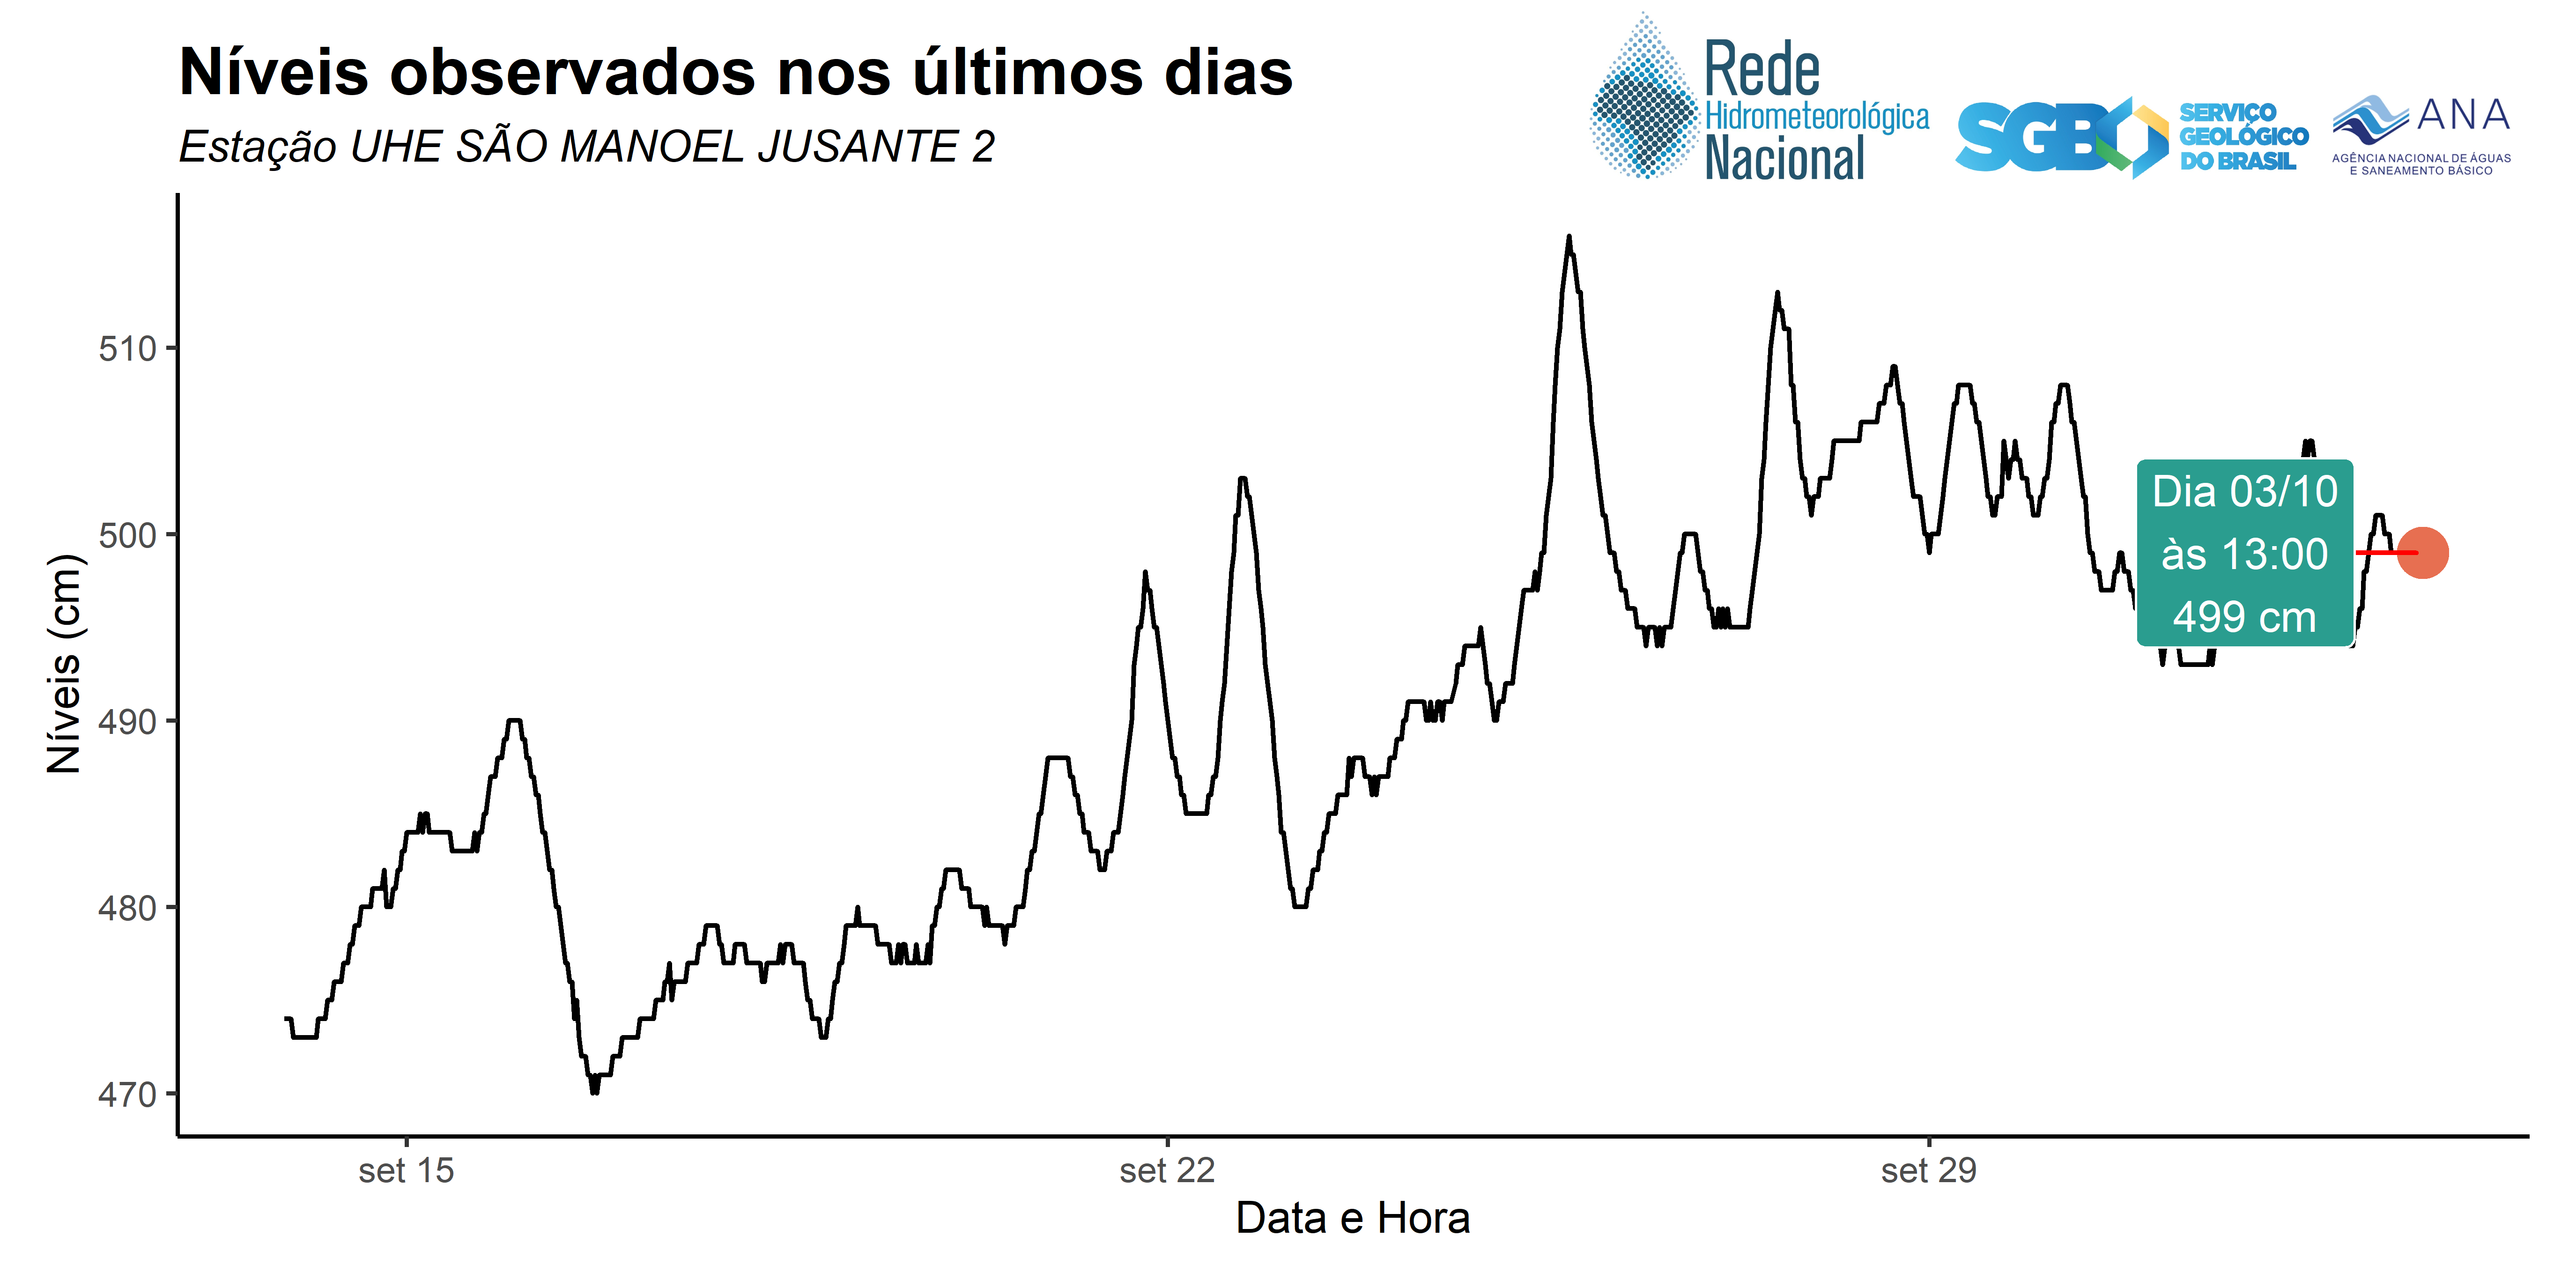 Níveis observados nos últimos dias
Estação UHE SÃO MANOEL JUSANTE 2
Rede
Hidrometeorológica
Nacional
SGB
SERVIÇO
GEOLÓGICO
DO BRASIL
ANA
AGÊNCIA NACIONAL DE ÁGUAS
E SANEAMENTO BÁSICO
Níveis (cm)
510
500
490
480
470
Dia 03/10
às 13:00
499 cm
set 15
set 22
set 29
Data e Hora